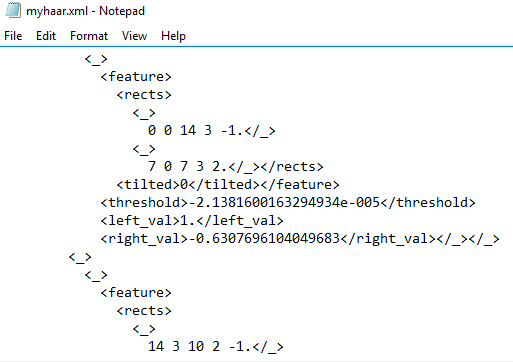 myhaar.xml - Notepad
File Edit Format View Help
<_>
<feature>
<rects>
<_>
0 0 14 3 -1.</_>
<_>
7 0 7 3 2.</_></rects>
<tilted>0</tilted></feature>
<threshold>-2.1381600163294934e-005</threshold>
<left_val>1.</left_val>
<right_val>-0.6307696104049683</right_val></_></_>
<_>
<_>
<feature>
<rects>
<_>
14 3 10 2 -1.</_>